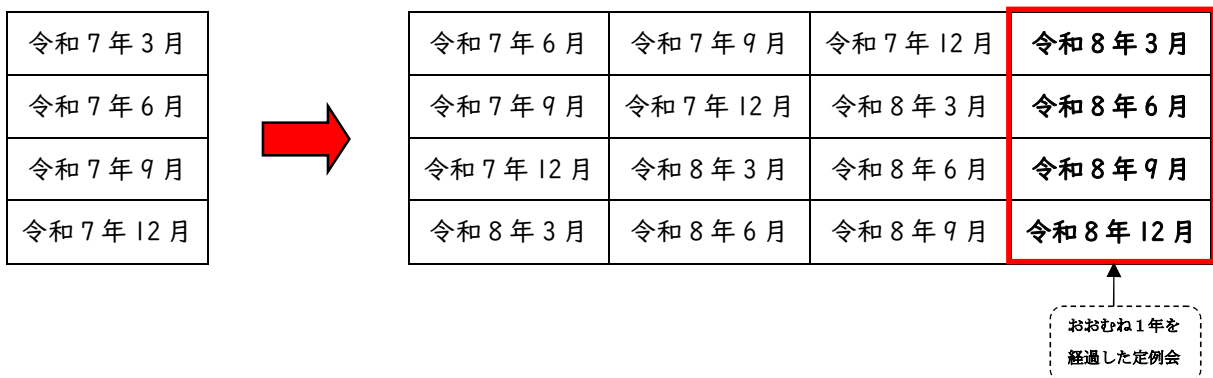 令和７年３月 令和７年６月 令和７年９月 令和７年12月 令和８年３月
令和７年６月 令和７年９月 令和７年12月 令和８年３月 令和８年６月
令和７年９月 令和７年12月 令和８年３月 令和８年６月 令和８年９月
令和７年12月 令和８年３月 令和８年６月 令和８年９月 令和８年12月
おおむね１年を
経過した定例会